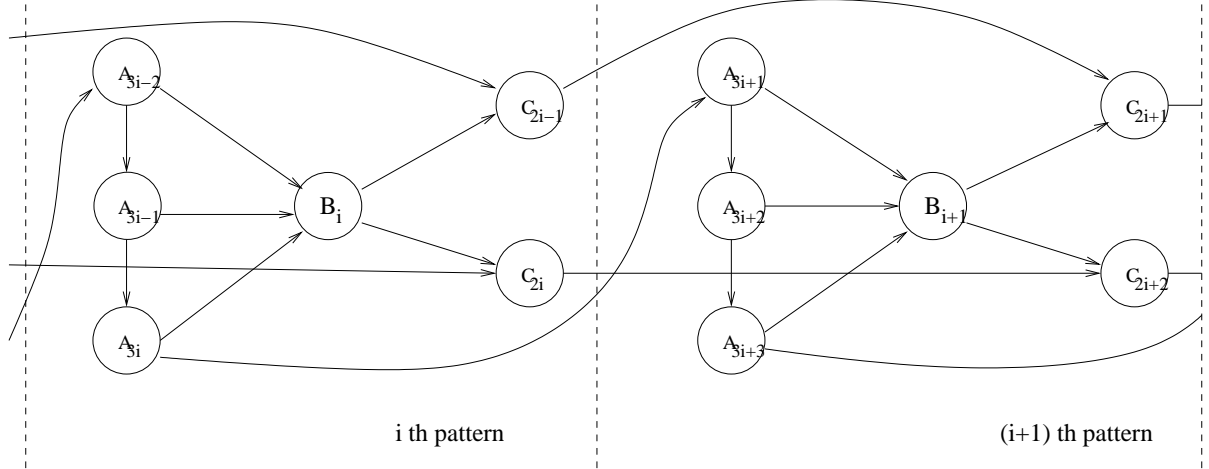 A3i−2
A3i−1
A3i
Bi
C2i−1
C2i
A3i+1
A3i+2
A3i+3
Bi+1
C2i+1
C2i+2
i th pattern
(i+1) th pattern